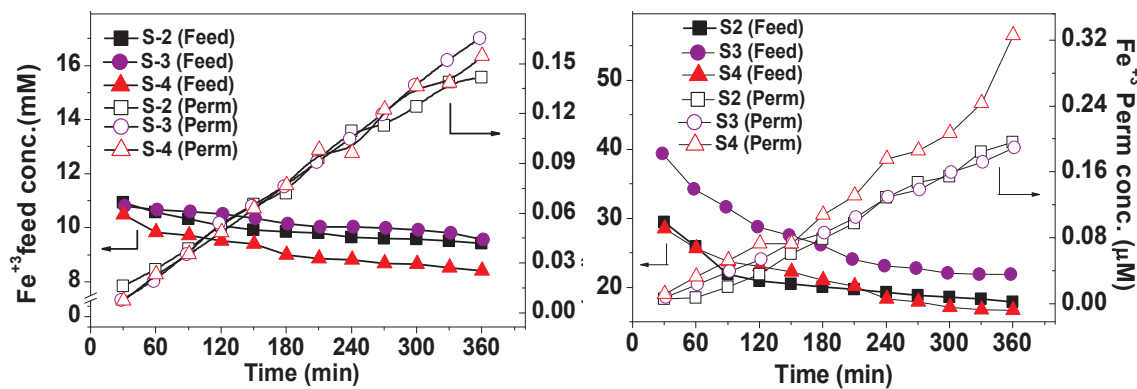 S-2 (Feed)
S-3 (Feed)
S-4 (Feed)
S-2 (Perm)
S-3 (Perm)
S-4 (Perm)
Fe+3 feed conc.(mM)
16
14
12
10
8
0
0.15
0.12
0.09
0.06
0.03
0.00
0 60 120 180 240 300 360
Time (min)
S2 (Feed)
S3 (Feed)
S4 (Feed)
S2 (Perm)
S3 (Perm)
S4 (Perm)
50
40
30
20
0.32
0.24
0.16
0.08
0.00
Fe+3 Perm conc. (µM)
0 60 120 180 240 300 360
Time (min)